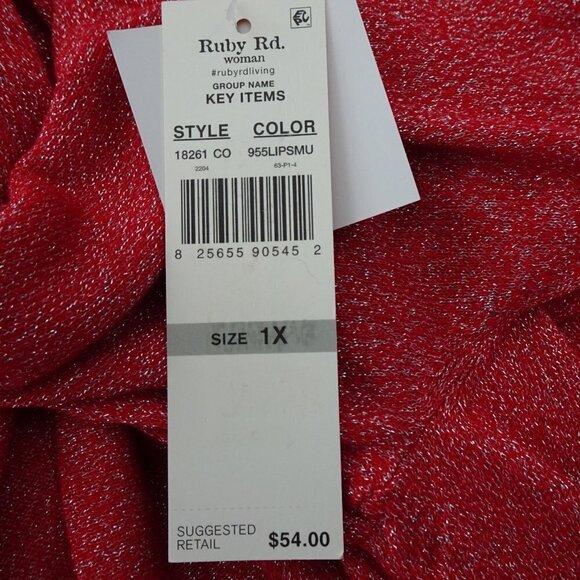 Ruby Rd.
woman
#rubyrdliving
GROUP NAME
KEY ITEMS
STYLE COLOR
18261 CO 955LIPSMU
2204 63-P1-4
8 25655 90545 2
SIZE 1X
SUGGESTED
RETAIL $54.00